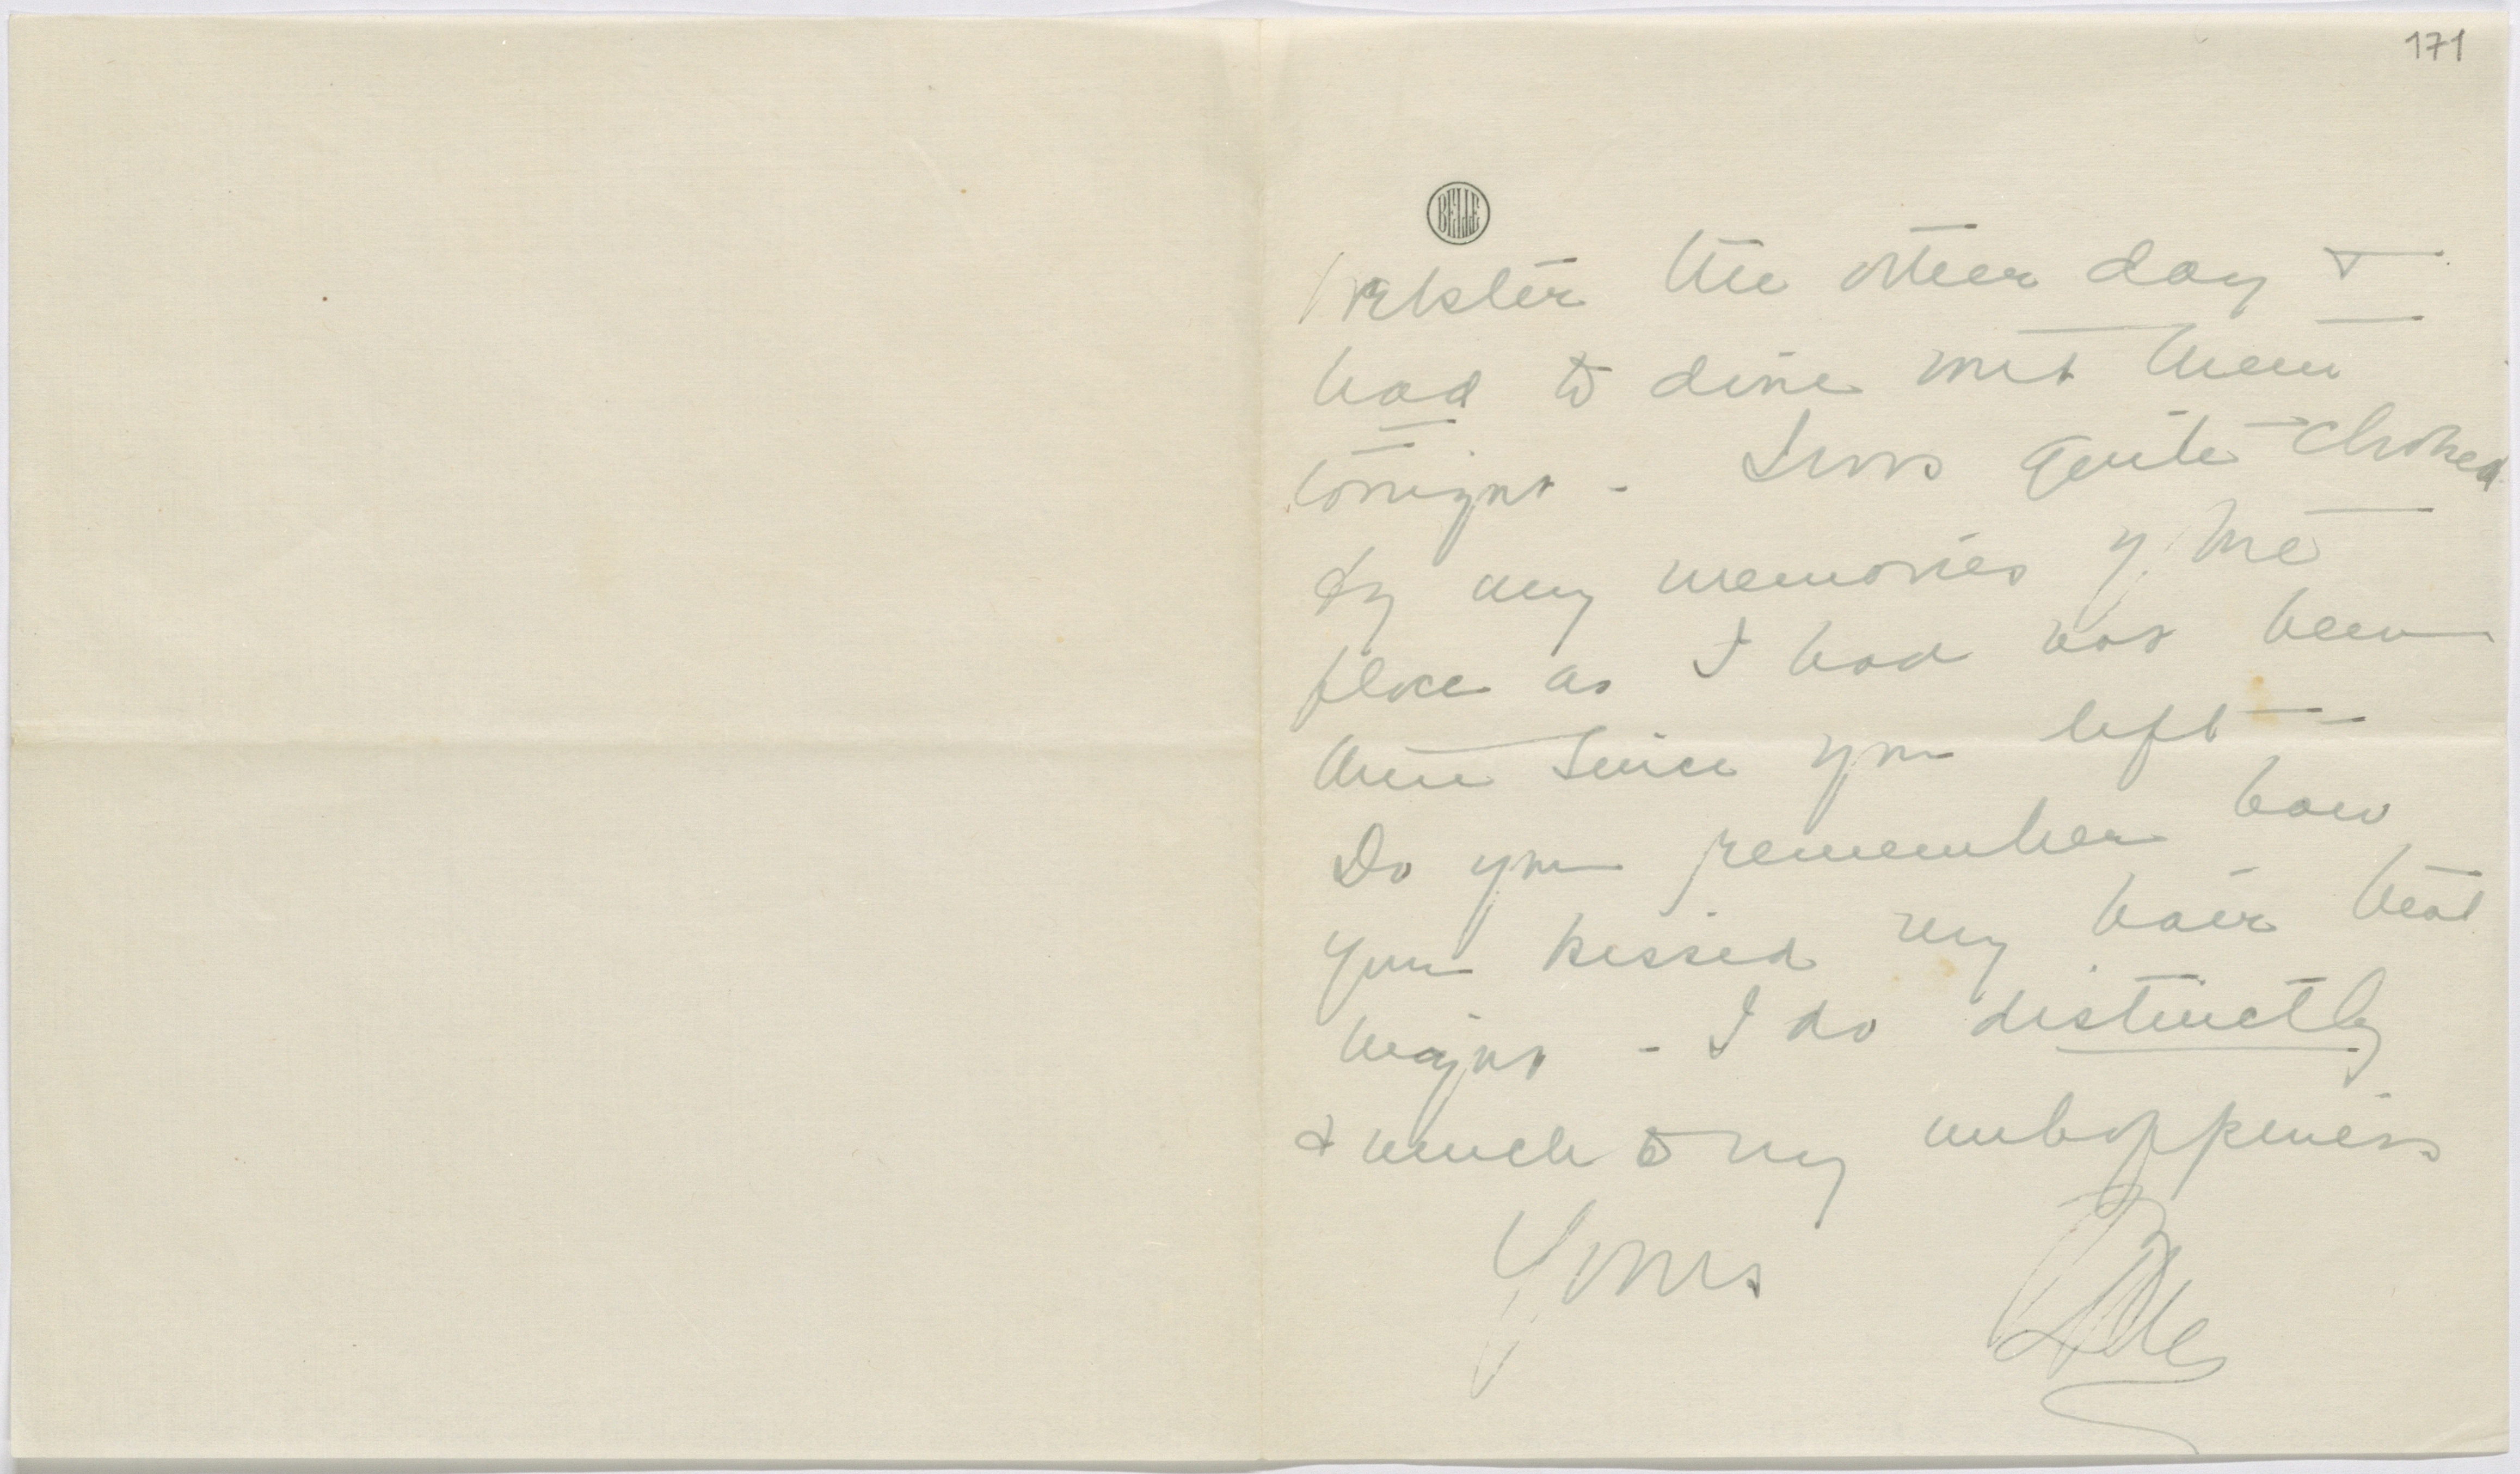 171
BELLE
Webster the other day &
had to dine with them
tonight - I was quite choked
by my memories of the
place as I had not been
there since you left -
Do you remember how
you kissed my hair that
night - I do distinctly
& much to my unhappiness
Yours Belle